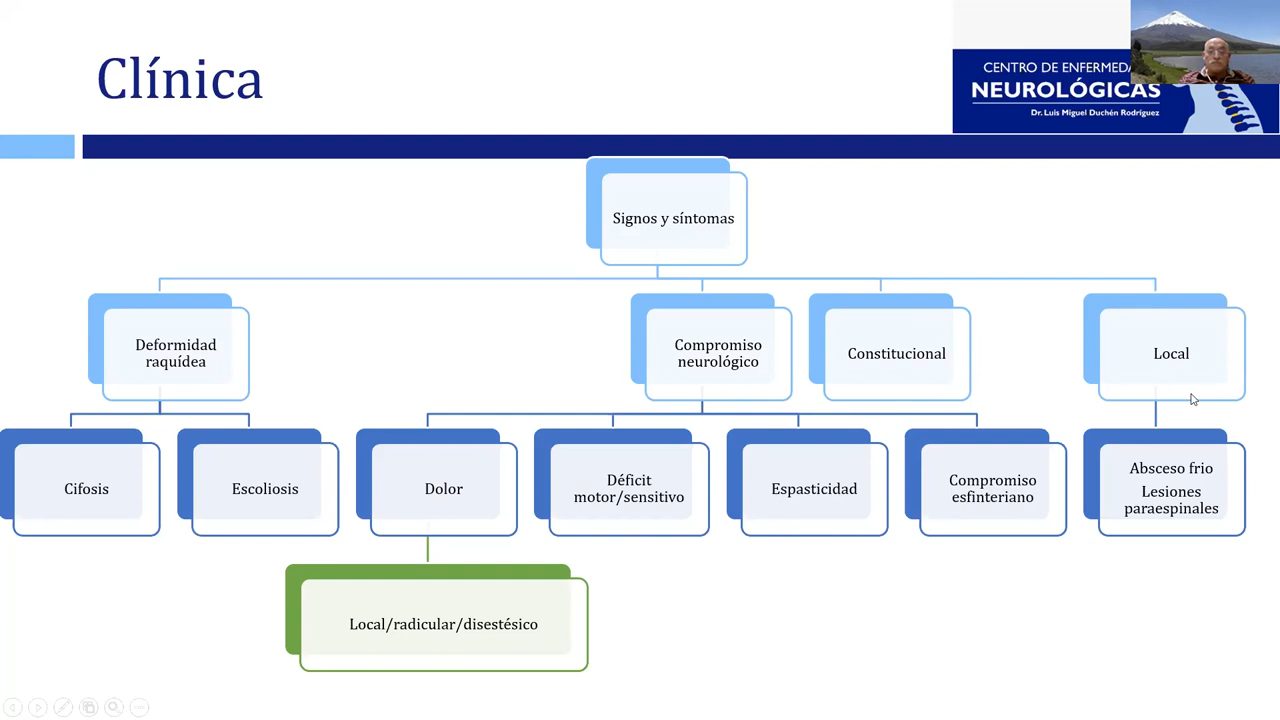 Clínica
CENTRO DE ENFERMEDA
NEUROLÓGICAS
Dr. Luis Miguel Duchén Rodríguez
Signos y síntomas
Deformidad
raquídea
Compromiso
neurológico
Constitucional
Local
Cifosis
Escoliosis
Dolor
Déficit
motor/sensitivo
Espasticidad
Compromiso
esfinteriano
Absceso frio
Lesiones
paraespinales
Local/radicular/disestésico